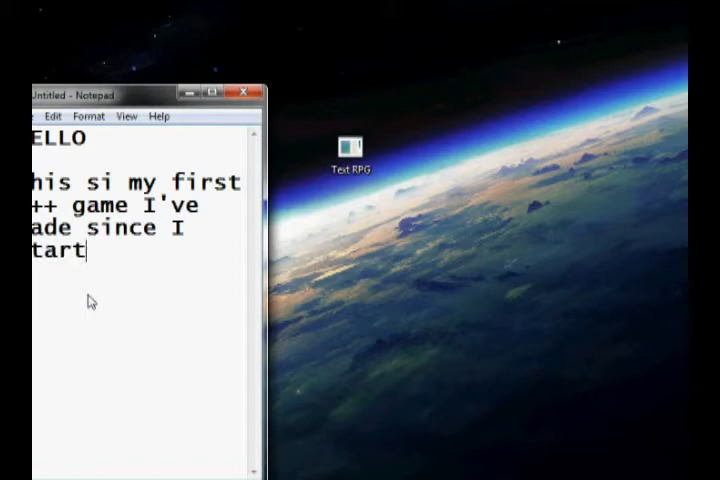 Untitled - Notepad
Edit Format View Help
ELLO
his si my first
++ game I've
ade since I
tart
Text RPG